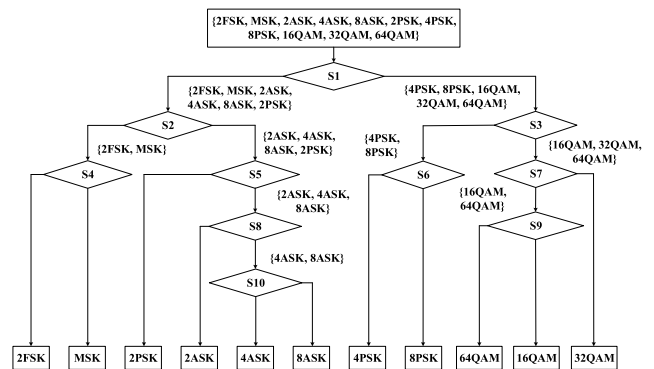 {2FSK, MSK, 2ASK, 4ASK, 8ASK, 2PSK, 4PSK,
8PSK, 16QAM, 32QAM, 64QAM}
S1
{2FSK, MSK, 2ASK,
4ASK, 8ASK, 2PSK}
{4PSK, 8PSK, 16QAM,
32QAM, 64QAM}
S2
S3
{2FSK, MSK}
{2ASK, 4ASK,
8ASK, 2PSK}
{4PSK,
8PSK}
{16QAM, 32QAM,
64QAM}
S4
S5
S6
S7
{2ASK, 4ASK,
8ASK}
{16QAM,
64QAM}
S8
S9
{4ASK, 8ASK}
S10
2FSK
MSK
2PSK
2ASK
4ASK
8ASK
4PSK
8PSK
64QAM
16QAM
32QAM